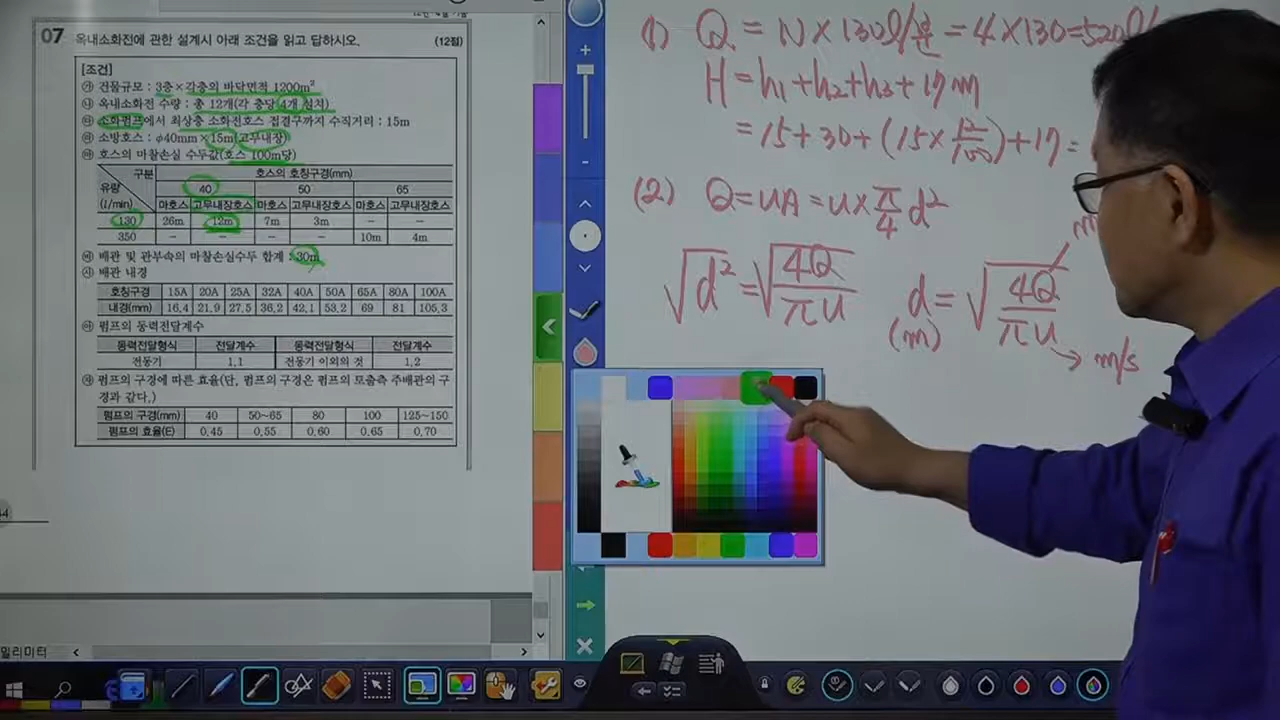 07 옥내소화전에 관한 설계시 아래 조건을 읽고 답하시오. (12점)
[조건]
㉮ 건물규모 : 3층×각층의 바닥면적 1200m²
㉯ 옥내소화전 수량 : 총 12개(각 층당 4개 설치)
㉰ 소화펌프에서 최상층 소화전호스 접결구까지 수직거리 : 15m
㉱ 소방호스 : φ40mm×15m(고무내장)
㉲ 호스의 마찰손실 수두값(호스 100m당)
구분 호스의 호칭구경(mm)
유량 (l/min) 40 50 65
마호스 고무내장호스 마호스 고무내장호스 마호스 고무내장호스
130 26m 12m 7m 3m - -
350 - - - - 10m 4m
㉳ 배관 및 관부속의 마찰손실수두 합계 : 30m
㉴ 배관 내경
호칭구경 15A 20A 25A 32A 40A 50A 65A 80A 100A
내경(mm) 16.4 21.9 27.5 36.2 42.1 53.2 69 81 105.3
㉵ 펌프의 동력전달계수
동력전달형식 전달계수 동력전달형식 전달계수
전동기 1.1 전동기 이외의 것 1.2
㉶ 펌프의 구경에 따른 효율(단, 펌프의 구경은 펌프의 토출측 주배관의 구
경과 같다.)
펌프의 구경(mm) 40 50~65 80 100 125~150
펌프의 효율(E) 0.45 0.55 0.60 0.65 0.70
밀리미터
(1) Q = N×130ℓ/분 = 4×130=520ℓ/
H = h1+h2+h3+17m
= 15+30+(15×12/100)+17=
(2) Q=uA=u×π/4 d²
√d² = √4Q/πu
d = √4Q/πu
(m)
m/s